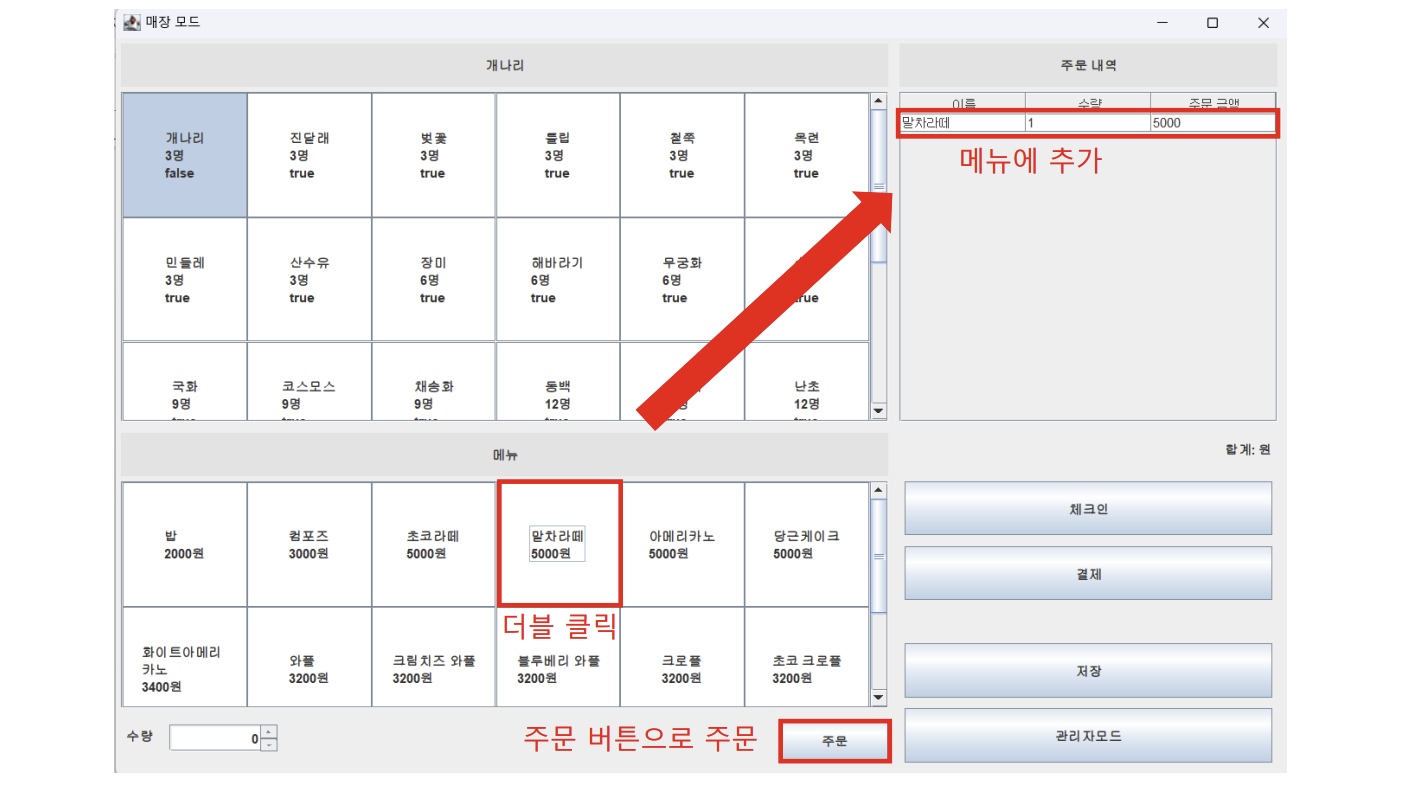 매장 모드
개나리
주문 내역
이름 수량 주문 금액
말차라떼 1 5000
메뉴에 추가
개나리 진달래 벚꽃 튤립 철쭉 목련
3명 3명 3명 3명 3명 3명
false true true true true true
민들레 산수유 장미 해바라기 무궁화
3명 3명 6명 6명 6명
true true true true true
국화 코스모스 채송화 동백 난초
9명 9명 9명 12명 12명
합계: 원
메뉴
밥 컴포즈 초코라떼 말차라떼 아메리카노 당근케이크
2000원 3000원 5000원 5000원 5000원 5000원
체크인
결제
더블 클릭
화이트아메리
카노
3400원
와플 크림치즈 와플 블루베리 와플 크로플 초코 크로플
3200원 3200원 3200원 3200원 3200원
저장
수량 0
주문 버튼으로 주문
주문
관리자모드